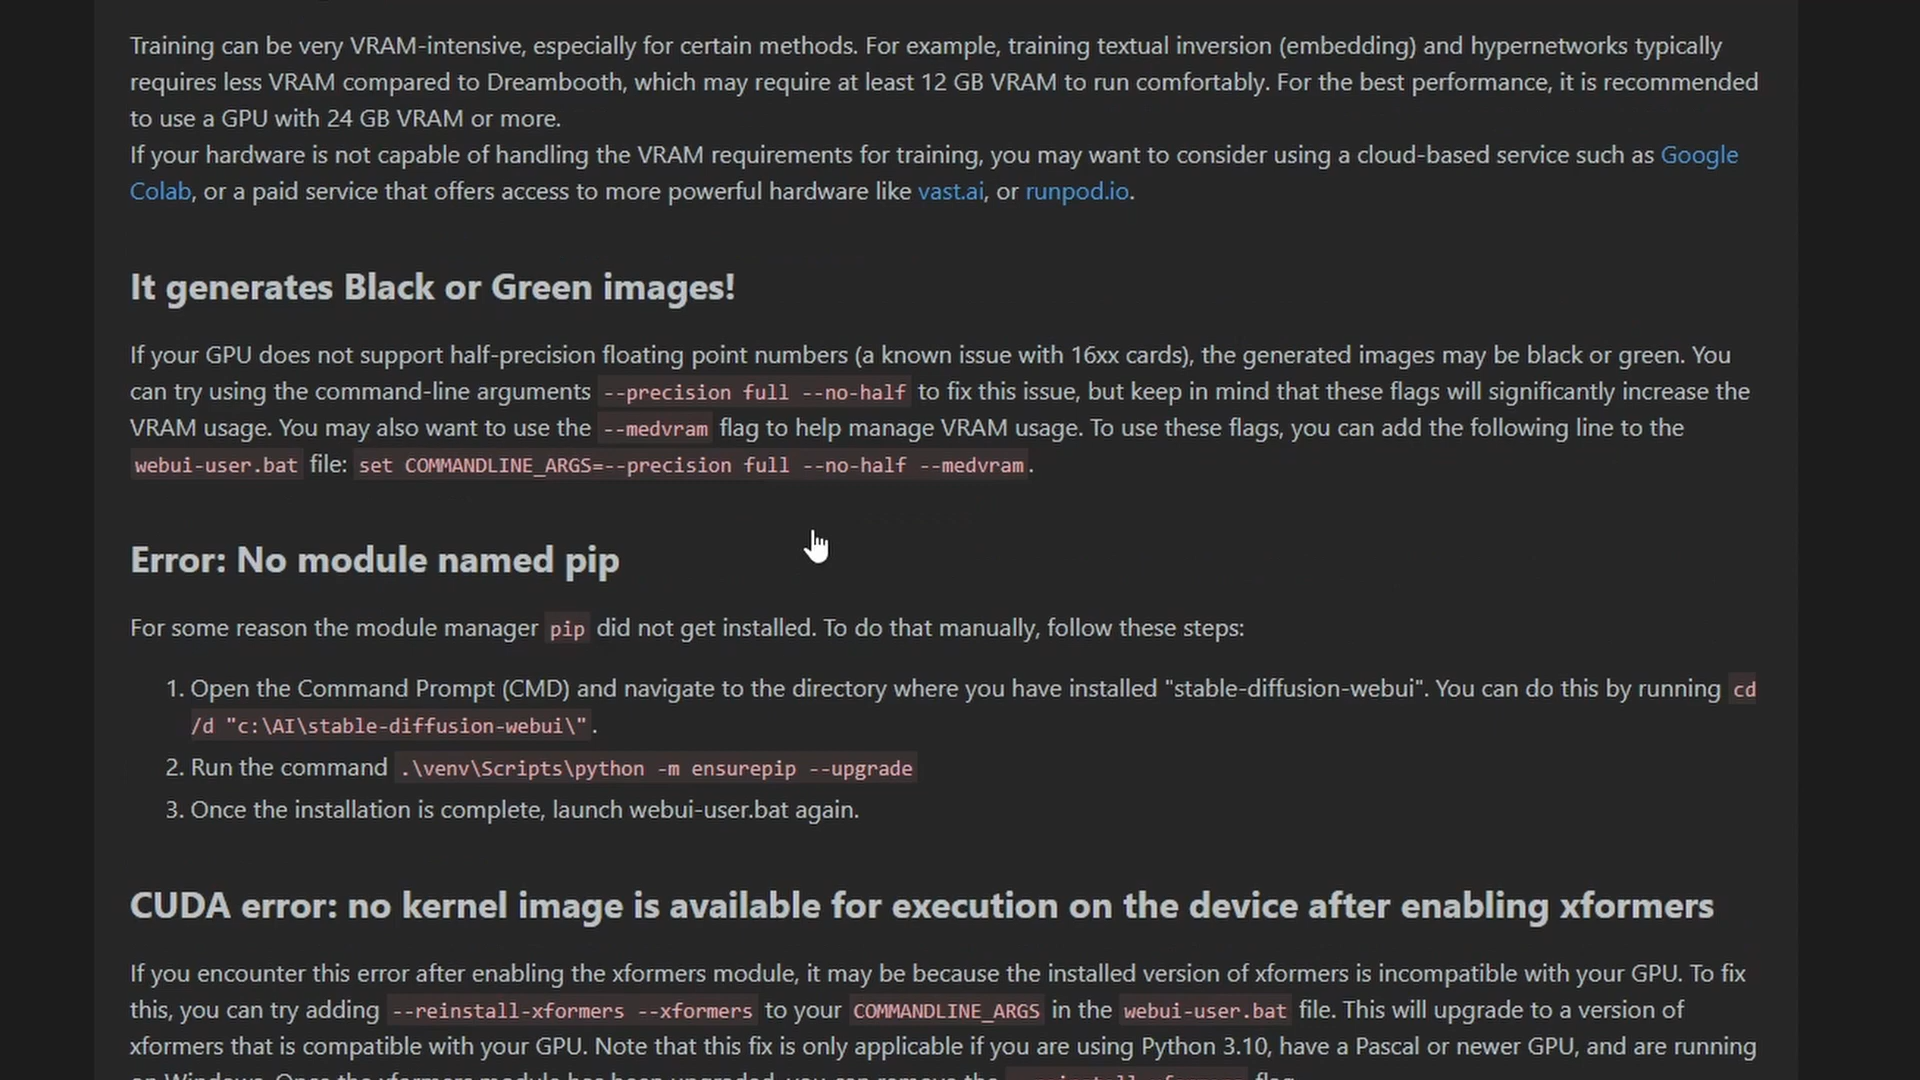 Training can be very VRAM-intensive, especially for certain methods. For example, training textual inversion (embedding) and hypernetworks typically
requires less VRAM compared to Dreambooth, which may require at least 12 GB VRAM to run comfortably. For the best performance, it is recommended
to use a GPU with 24 GB VRAM or more.
If your hardware is not capable of handling the VRAM requirements for training, you may want to consider using a cloud-based service such as Google
Colab, or a paid service that offers access to more powerful hardware like vast.ai, or runpod.io.
It generates Black or Green images!
If your GPU does not support half-precision floating point numbers (a known issue with 16xx cards), the generated images may be black or green. You
can try using the command-line arguments --precision full --no-half to fix this issue, but keep in mind that these flags will significantly increase the
VRAM usage. You may also want to use the --medvram flag to help manage VRAM usage. To use these flags, you can add the following line to the
webui-user.bat file: set COMMANDLINE_ARGS=--precision full --no-half --medvram.
Error: No module named pip
For some reason the module manager pip did not get installed. To do that manually, follow these steps:
1. Open the Command Prompt (CMD) and navigate to the directory where you have installed "stable-diffusion-webui". You can do this by running cd
/d "c:\AI\stable-diffusion-webui\".
2. Run the command .\venv\Scripts\python -m ensurepip --upgrade
3. Once the installation is complete, launch webui-user.bat again.
CUDA error: no kernel image is available for execution on the device after enabling xformers
If you encounter this error after enabling the xformers module, it may be because the installed version of xformers is incompatible with your GPU. To fix
this, you can try adding --reinstall-xformers --xformers to your COMMANDLINE_ARGS in the webui-user.bat file. This will upgrade to a version of
xformers that is compatible with your GPU. Note that this fix is only applicable if you are using Python 3.10, have a Pascal or newer GPU, and are running